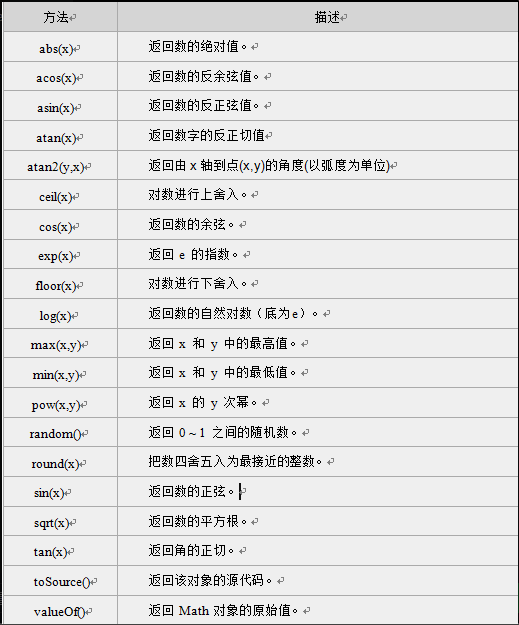 方法 描述
abs(x) 返回数的绝对值。
acos(x) 返回数的反余弦值。
asin(x) 返回数的反正弦值。
atan(x) 返回数字的反正切值
atan2(y,x) 返回由 x 轴到点(x,y)的角度(以弧度为单位)
ceil(x) 对数进行上舍入。
cos(x) 返回数的余弦。
exp(x) 返回 e 的指数。
floor(x) 对数进行下舍入。
log(x) 返回数的自然对数（底为 e）。
max(x,y) 返回 x 和 y 中的最高值。
min(x,y) 返回 x 和 y 中的最低值。
pow(x,y) 返回 x 的 y 次幂。
random() 返回 0 ~ 1 之间的随机数。
round(x) 把数四舍五入为最接近的整数。
sin(x) 返回数的正弦。
sqrt(x) 返回数的平方根。
tan(x) 返回角的正切。
toSource() 返回该对象的源代码。
valueOf() 返回 Math 对象的原始值。